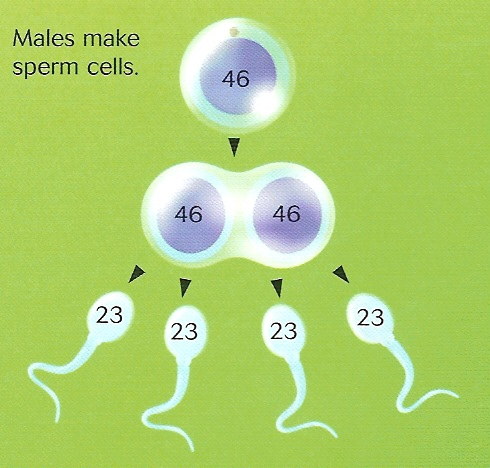 Males make
sperm cells.
46
46 46
23 23 23 23